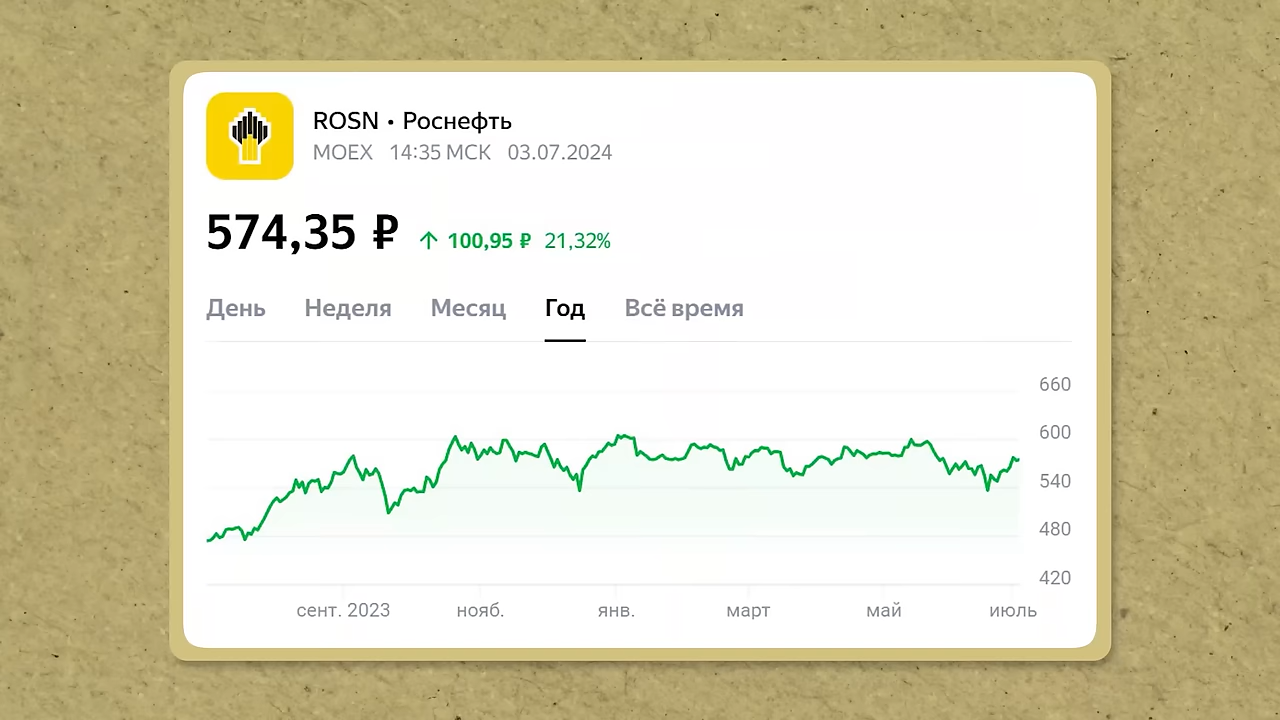 ROSN • Роснефть
MOEX 14:35 МСК 03.07.2024
574,35 ₽ ↑ 100,95 ₽ 21,32%
День Неделя Месяц Год Всё время
660
600
540
480
420
сент. 2023 нояб. янв. март май июль